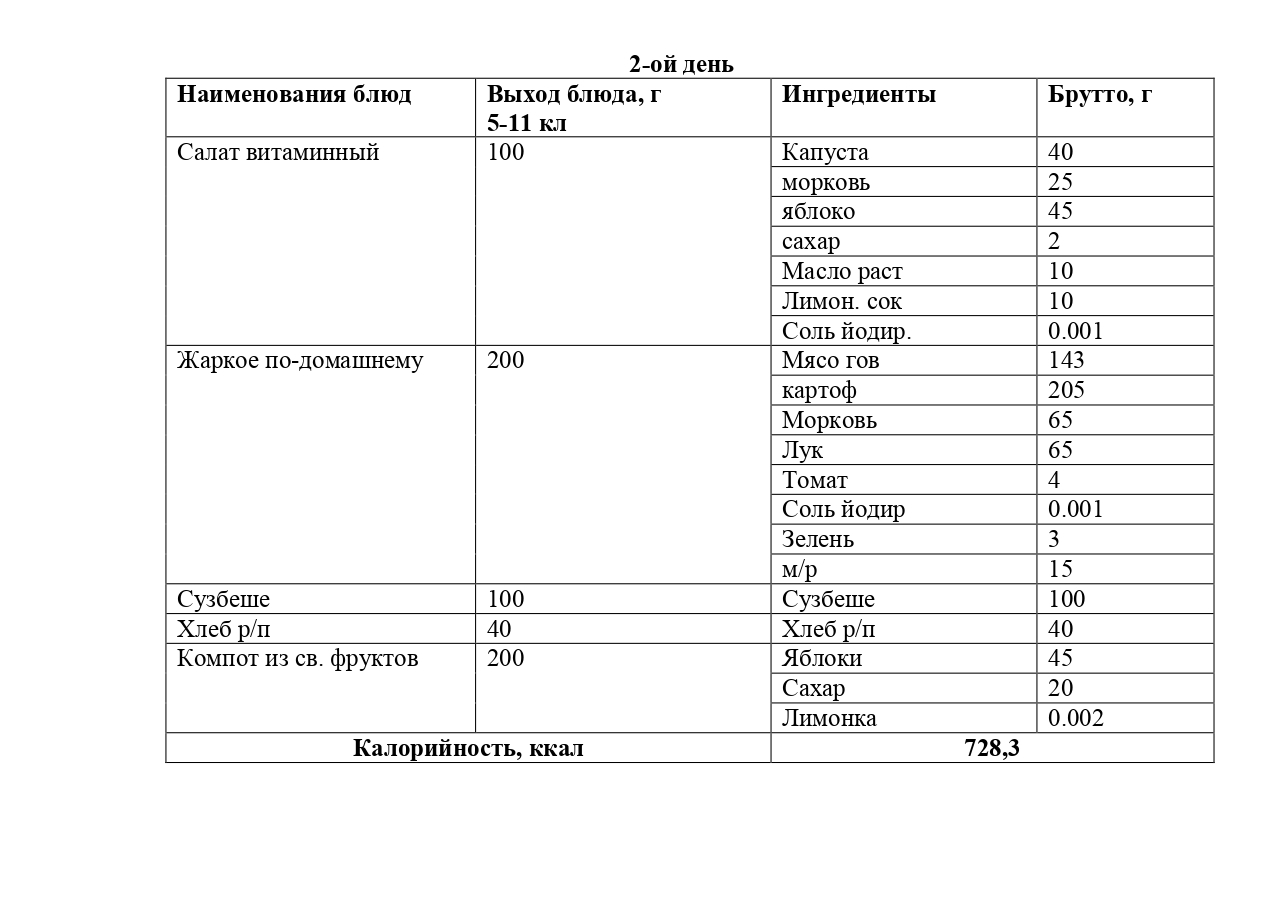 2-ой день
Наименования блюд Выход блюда, г Ингредиенты Брутто, г
5-11 кл
Салат витаминный 100 Капуста 40
морковь 25
яблоко 45
сахар 2
Масло раст 10
Лимон. сок 10
Соль йодир. 0.001
Жаркое по-домашнему 200 Мясо гов 143
картоф 205
Морковь 65
Лук 65
Томат 4
Соль йодир 0.001
Зелень 3
м/р 15
Сузбеше 100 Сузбеше 100
Хлеб р/п 40 Хлеб р/п 40
Компот из св. фруктов 200 Яблоки 45
Сахар 20
Лимонка 0.002
Калорийность, ккал 728,3